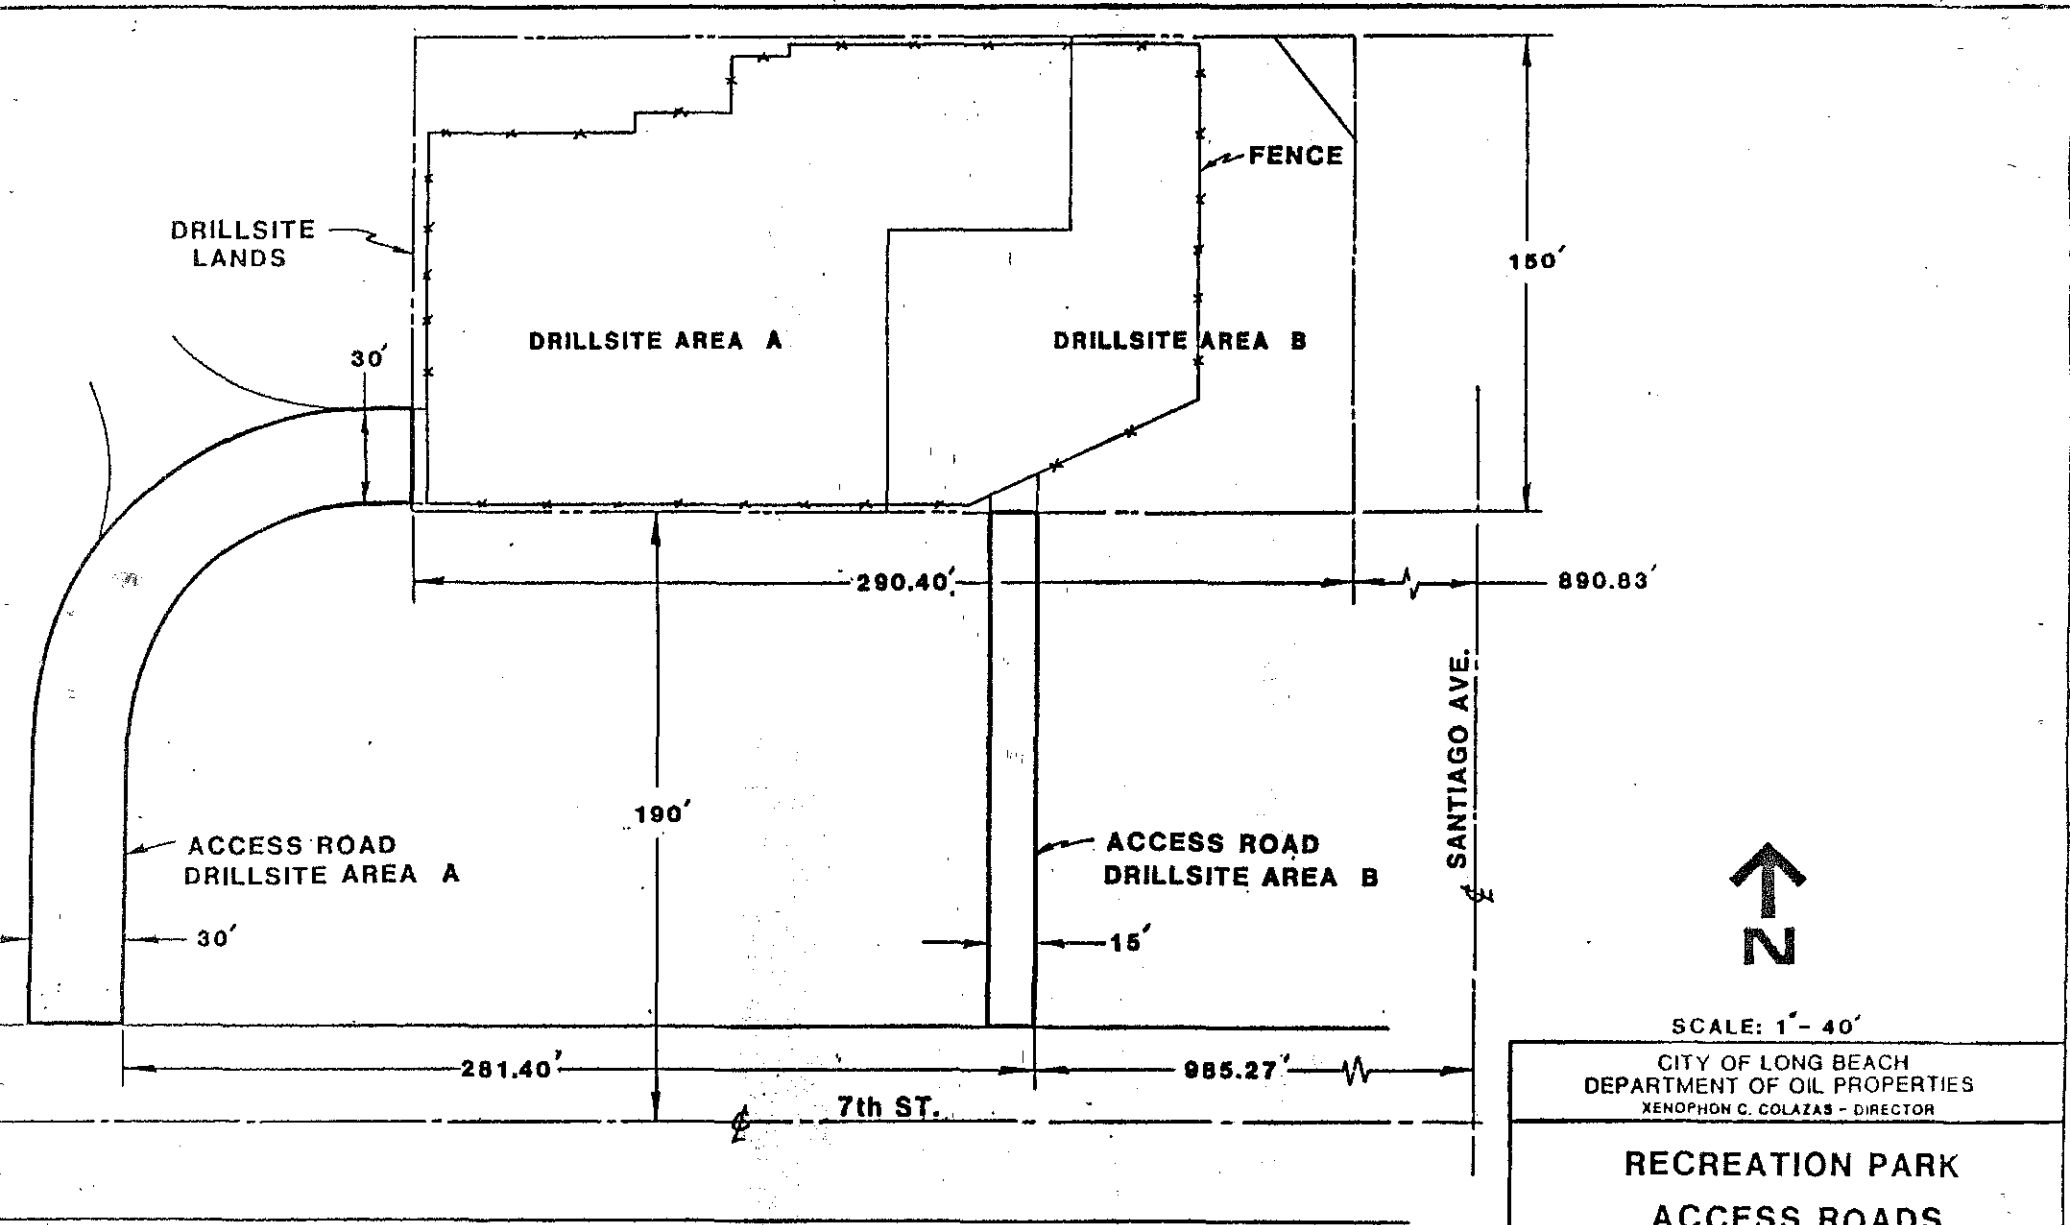 FENCE
DRILLSITE
LANDS
150′
DRILLSITE AREA A
DRILLSITE AREA B
30′
290.40′
890.83′
SANTIAGO AVE.
190′
ACCESS ROAD
DRILLSITE AREA A
ACCESS ROAD
DRILLSITE AREA B
30′
15′
N
SCALE: 1″- 40′
281.40′
985.27′
7th ST.
℄
℄
CITY OF LONG BEACH
DEPARTMENT OF OIL PROPERTIES
XENOPHON C. COLAZAS - DIRECTOR
RECREATION PARK
ACCESS ROADS